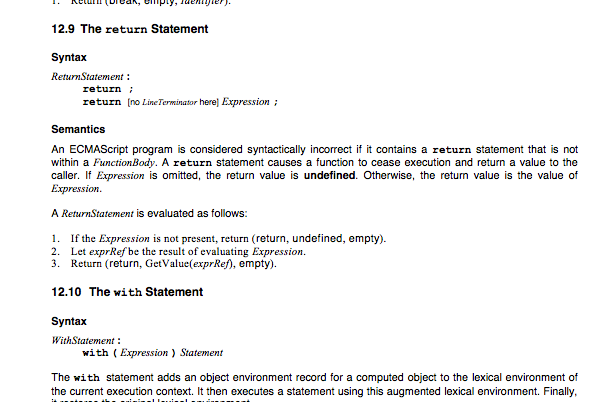 1. Return (break, empty, Identifier).
12.9 The return Statement
Syntax
ReturnStatement :
return ;
return [no LineTerminator here] Expression ;
Semantics
An ECMAScript program is considered syntactically incorrect if it contains a return statement that is not
within a FunctionBody. A return statement causes a function to cease execution and return a value to the
caller. If Expression is omitted, the return value is undefined. Otherwise, the return value is the value of
Expression.
A ReturnStatement is evaluated as follows:
1. If the Expression is not present, return (return, undefined, empty).
2. Let exprRef be the result of evaluating Expression.
3. Return (return, GetValue(exprRef), empty).
12.10 The with Statement
Syntax
WithStatement :
with ( Expression ) Statement
The with statement adds an object environment record for a computed object to the lexical environment of
the current execution context. It then executes a statement using this augmented lexical environment. Finally,
it restores the original lexical environment.